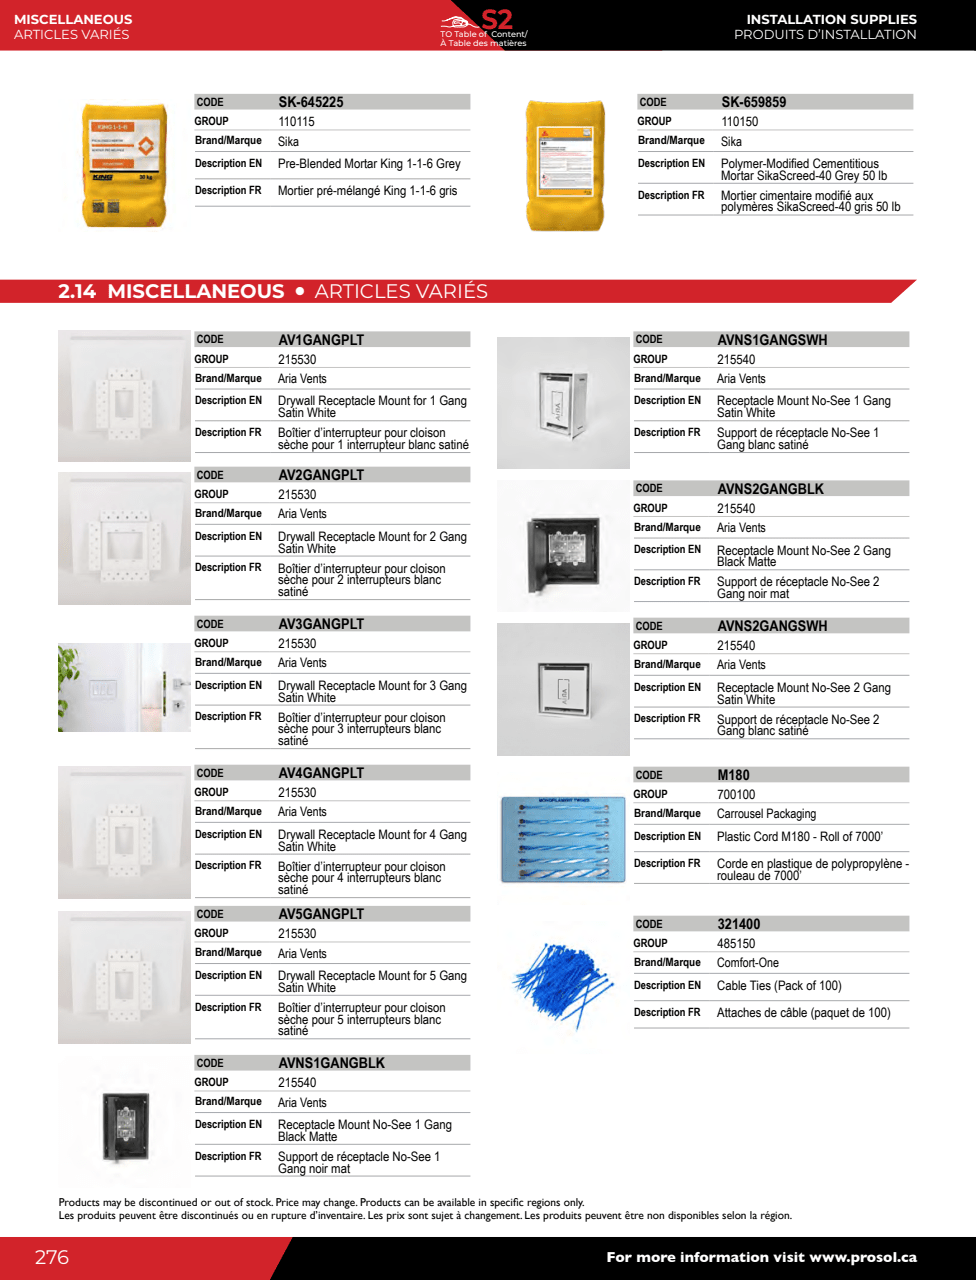 MISCELLANEOUS
ARTICLES VARIÉS
S2
TO Table of Content/
À Table des matières
INSTALLATION SUPPLIES
PRODUITS D'INSTALLATION
KING 1-1-6
KING
30 kg
CODE SK-645225
GROUP 110115
Brand/Marque Sika
Description EN Pre-Blended Mortar King 1-1-6 Grey
Description FR Mortier pré-mélangé King 1-1-6 gris
CODE SK-659859
GROUP 110150
Brand/Marque Sika
Description EN Polymer-Modified Cementitious
Mortar SikaScreed-40 Grey 50 lb
Description FR Mortier cimentaire modifié aux
polymères SikaScreed-40 gris 50 lb
2.14 MISCELLANEOUS • ARTICLES VARIÉS
CODE AV1GANGPLT
GROUP 215530
Brand/Marque Aria Vents
Description EN Drywall Receptacle Mount for 1 Gang
Satin White
Description FR Boîtier d'interrupteur pour cloison
sèche pour 1 interrupteur blanc satiné
CODE AV2GANGPLT
GROUP 215530
Brand/Marque Aria Vents
Description EN Drywall Receptacle Mount for 2 Gang
Satin White
Description FR Boîtier d'interrupteur pour cloison
sèche pour 2 interrupteurs blanc
satiné
CODE AV3GANGPLT
GROUP 215530
Brand/Marque Aria Vents
Description EN Drywall Receptacle Mount for 3 Gang
Satin White
Description FR Boîtier d'interrupteur pour cloison
sèche pour 3 interrupteurs blanc
satiné
CODE AV4GANGPLT
GROUP 215530
Brand/Marque Aria Vents
Description EN Drywall Receptacle Mount for 4 Gang
Satin White
Description FR Boîtier d'interrupteur pour cloison
sèche pour 4 interrupteurs blanc
satiné
CODE AV5GANGPLT
GROUP 215530
Brand/Marque Aria Vents
Description EN Drywall Receptacle Mount for 5 Gang
Satin White
Description FR Boîtier d'interrupteur pour cloison
sèche pour 5 interrupteurs blanc
satiné
CODE AVNS1GANGBLK
GROUP 215540
Brand/Marque Aria Vents
Description EN Receptacle Mount No-See 1 Gang
Black Matte
Description FR Support de réceptacle No-See 1
Gang noir mat
ARIA
CODE AVNS1GANGSWH
GROUP 215540
Brand/Marque Aria Vents
Description EN Receptacle Mount No-See 1 Gang
Satin White
Description FR Support de réceptacle No-See 1
Gang blanc satiné
CODE AVNS2GANGBLK
GROUP 215540
Brand/Marque Aria Vents
Description EN Receptacle Mount No-See 2 Gang
Black Matte
Description FR Support de réceptacle No-See 2
Gang noir mat
ARIA
CODE AVNS2GANGSWH
GROUP 215540
Brand/Marque Aria Vents
Description EN Receptacle Mount No-See 2 Gang
Satin White
Description FR Support de réceptacle No-See 2
Gang blanc satiné
MONOFILAMENT TWINES
CODE M180
GROUP 700100
Brand/Marque Carrousel Packaging
Description EN Plastic Cord M180 - Roll of 7000'
Description FR Corde en plastique de polypropylène -
rouleau de 7000'
CODE 321400
GROUP 485150
Brand/Marque Comfort-One
Description EN Cable Ties (Pack of 100)
Description FR Attaches de câble (paquet de 100)
Products may be discontinued or out of stock. Price may change. Products can be available in specific regions only.
Les produits peuvent être discontinués ou en rupture d'inventaire. Les prix sont sujet à changement. Les produits peuvent être non disponibles selon la région.
276
For more information visit www.prosol.ca